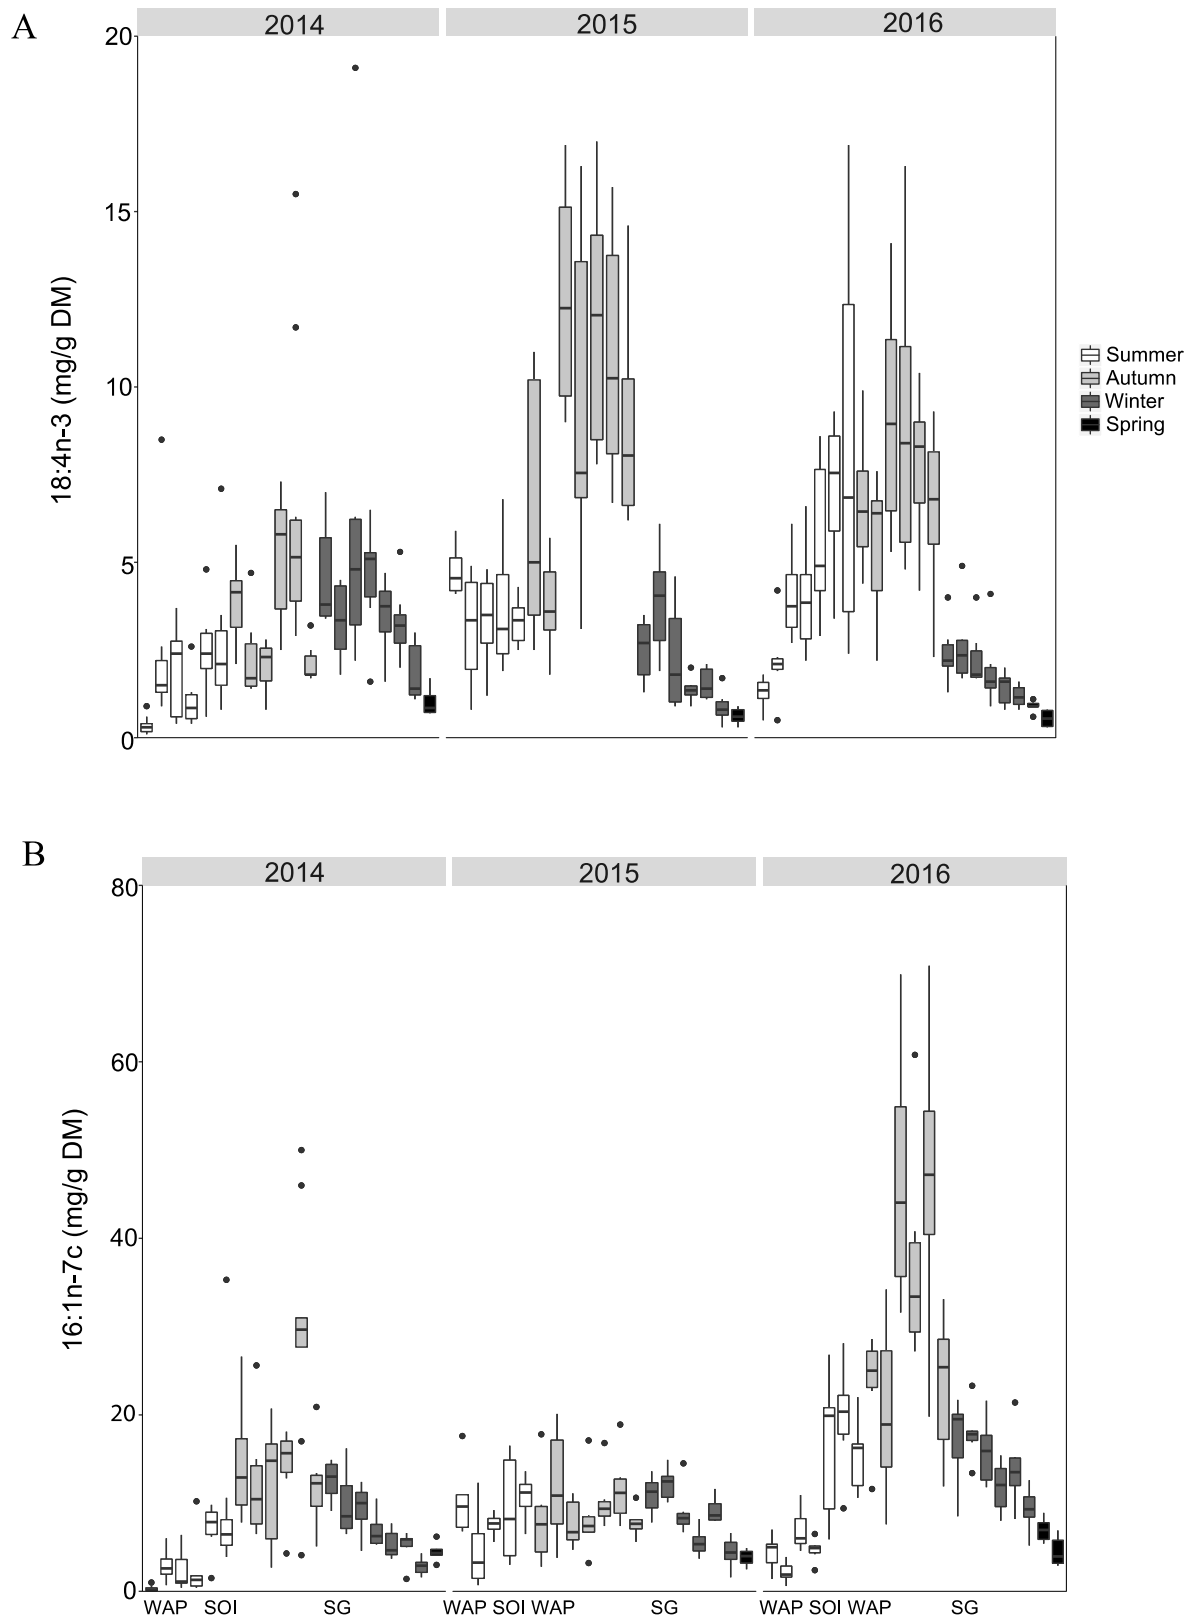 A
2014 2015 2016
20
15
10
5
0
18:4n-3 (mg/g DM)
Summer
Autumn
Winter
Spring
B
2014 2015 2016
80
60
40
20
0
16:1n-7c (mg/g DM)
WAP SOI SG WAP SOI WAP SG WAP SOI WAP SG